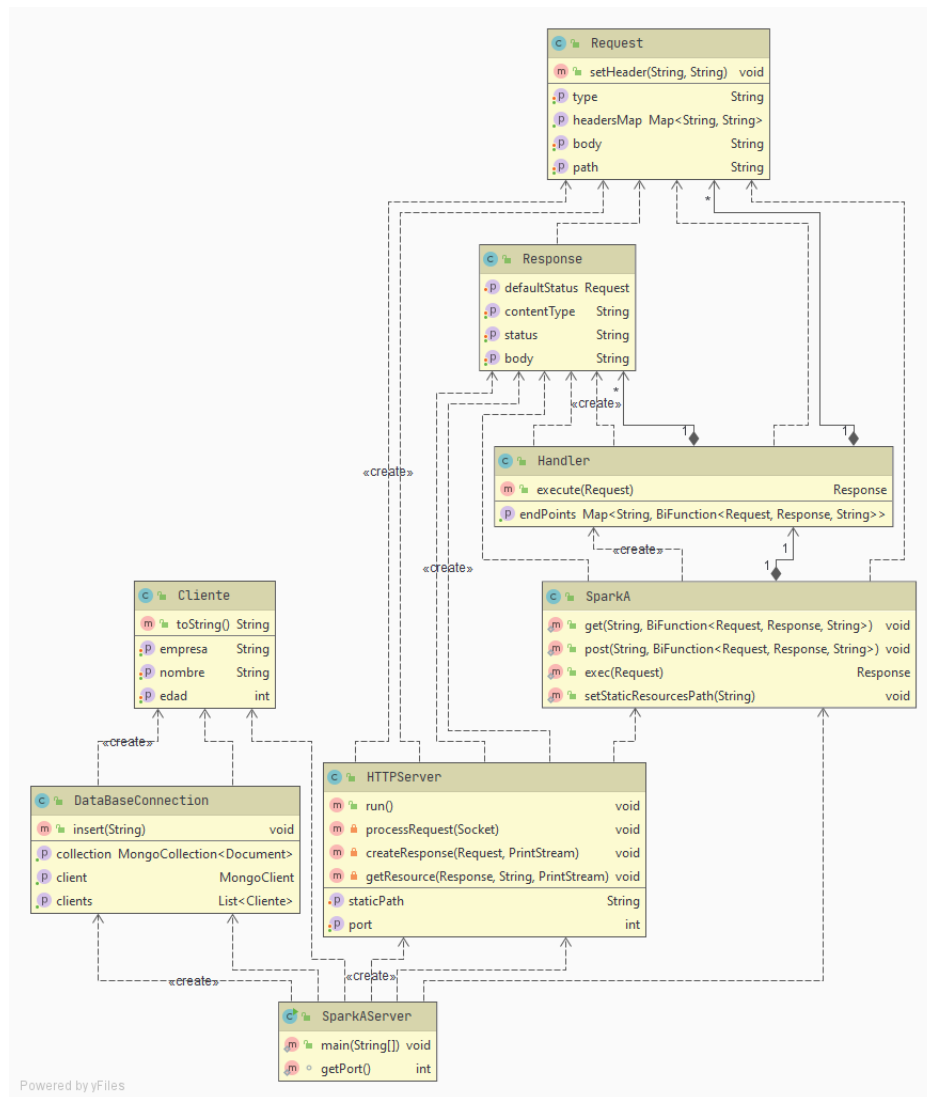 Request
setHeader(String, String) void
type String
headersMap Map<String, String>
body String
path String
*
Response
defaultStatus Request
contentType String
status String
body String
*
«create»
1
1
Handler
«create»
execute(Request) Response
endPoints Map<String, BiFunction<Request, Response, String>>
«create»
1
«create»
1
Cliente
toString() String
empresa String
nombre String
edad int
SparkA
get(String, BiFunction<Request, Response, String>) void
post(String, BiFunction<Request, Response, String>) void
exec(Request) Response
setStaticResourcesPath(String) void
«create»
DataBaseConnection
insert(String) void
collection MongoCollection<Document>
client MongoClient
clients List<Cliente>
HTTPServer
run() void
processRequest(Socket) void
createResponse(Request, PrintStream) void
getResource(Response, String, PrintStream) void
staticPath String
port int
«create»
«create»
SparkAServer
main(String[]) void
getPort() int
Powered by yFiles